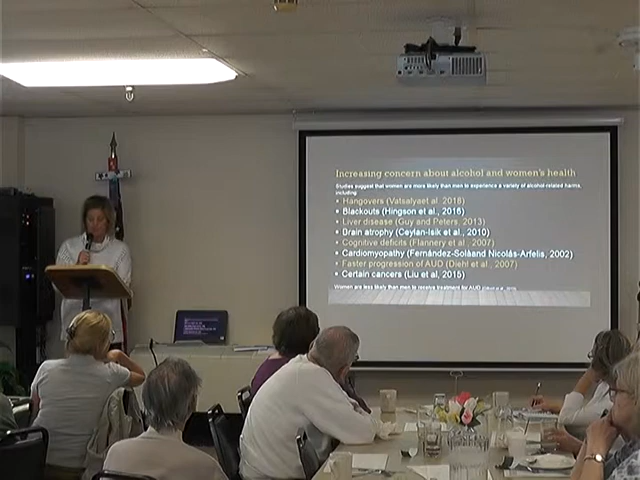 Increasing concern about alcohol and women's health
Studies suggest that women are more likely than men to experience a variety of alcohol-related harms,
including:
• Hangovers (Vatsalyaet al. 2018)
• Blackouts (Hingson et al., 2016)
• Liver disease (Guy and Peters, 2013)
• Brain atrophy (Ceylan-Isik et al., 2010)
• Cognitive deficits (Flannery et al., 2007)
• Cardiomyopathy (Fernández-Solàand Nicolás-Arfelis, 2002)
• Faster progression of AUD (Diehl et al., 2007)
• Certain cancers (Liu et al, 2015)
Women are less likely than men to receive treatment for AUD